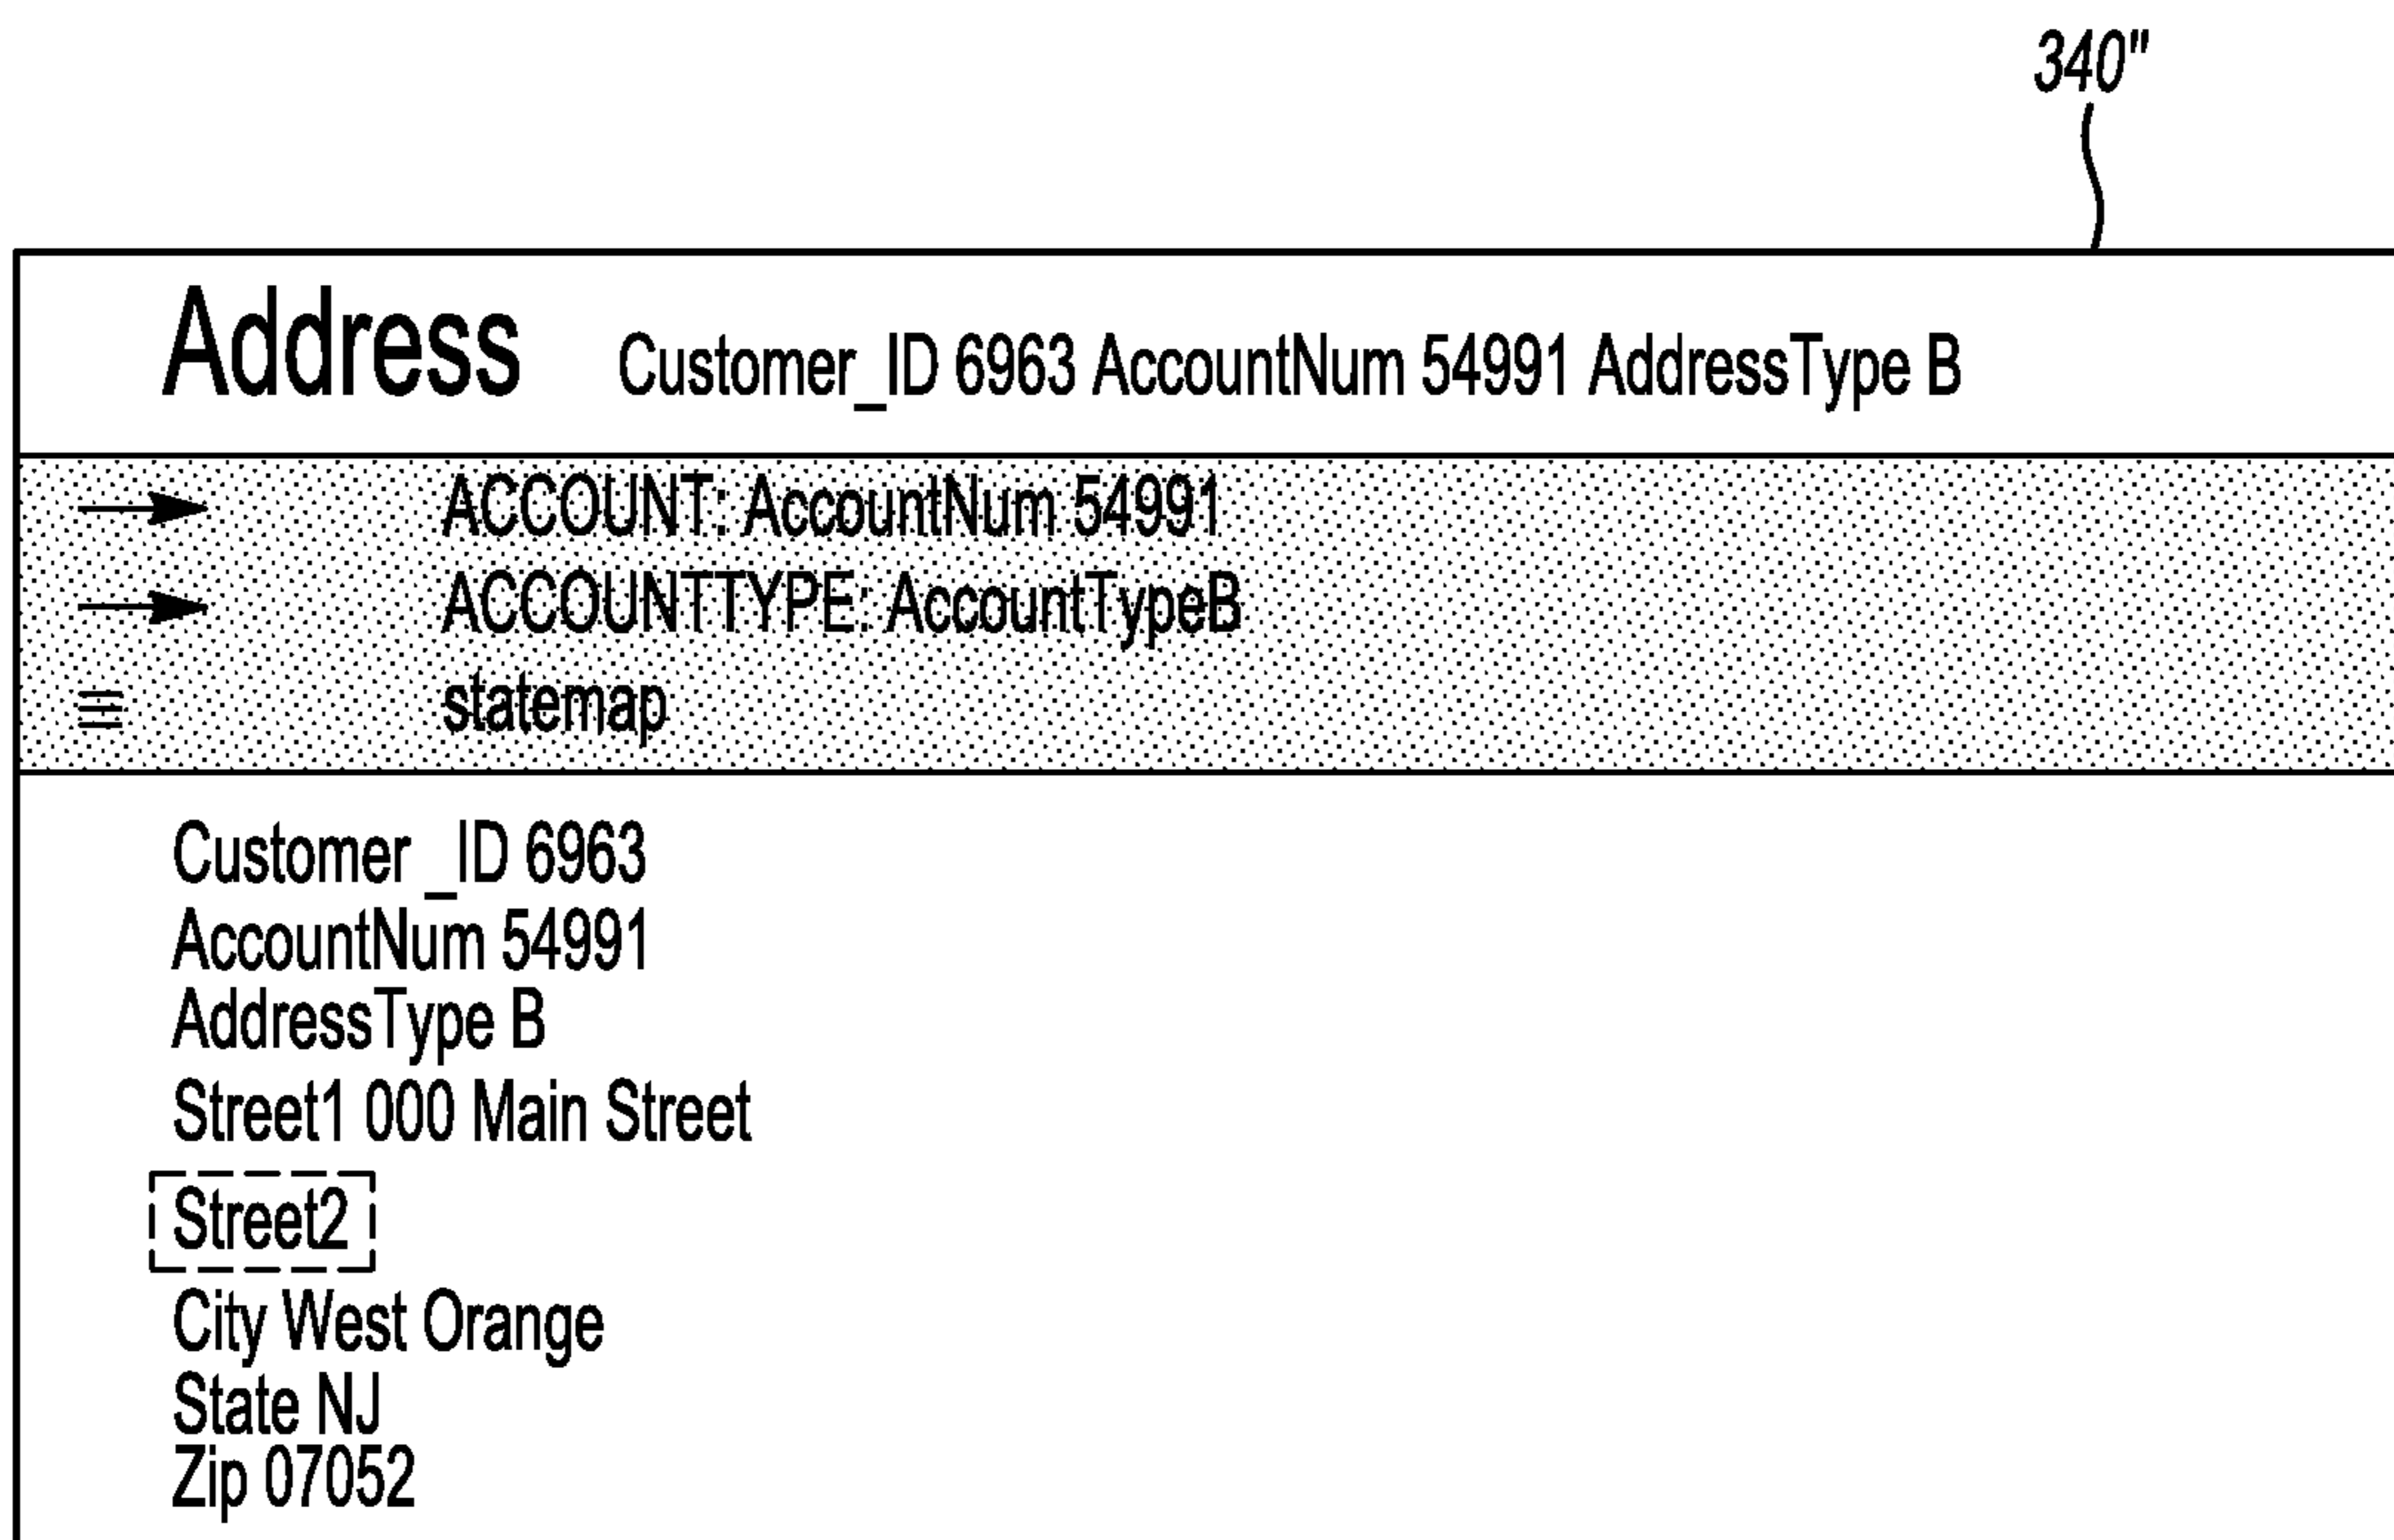 340"
Address Customer_ID 6963 AccountNum 54991 AddressType B
ACCOUNT: AccountNum 54991
ACCOUNTTYPE: AccountTypeB
statemap
Customer _ID 6963
AccountNum 54991
AddressType B
Street1 000 Main Street
Street2
City West Orange
State NJ
Zip 07052